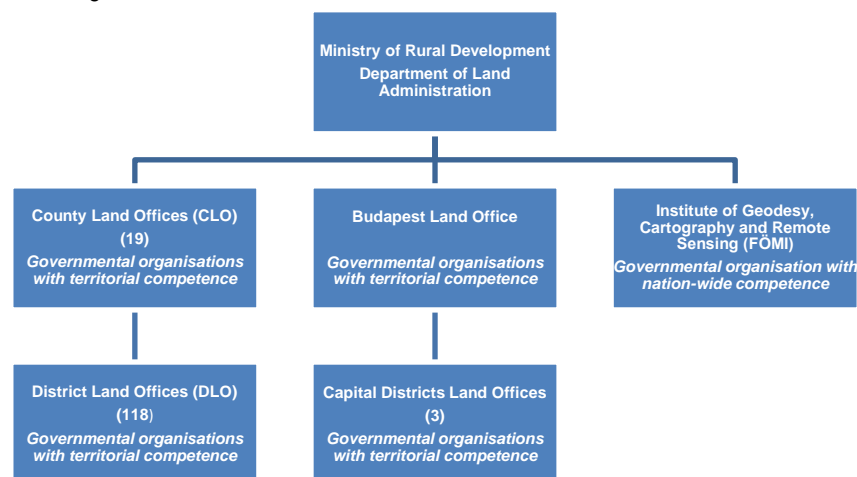 Ministry of Rural Development
Department of Land
Administration
County Land Offices (CLO)
(19)
Governmental organisations
with territorial competence
Budapest Land Office
Governmental organisations
with territorial competence
Institute of Geodesy,
Cartography and Remote
Sensing (FÖMI)
Governmental organisation with
nation-wide competence
District Land Offices (DLO)
(118)
Governmental organisations
with territorial competence
Capital Districts Land Offices
(3)
Governmental organisations
with territorial competence